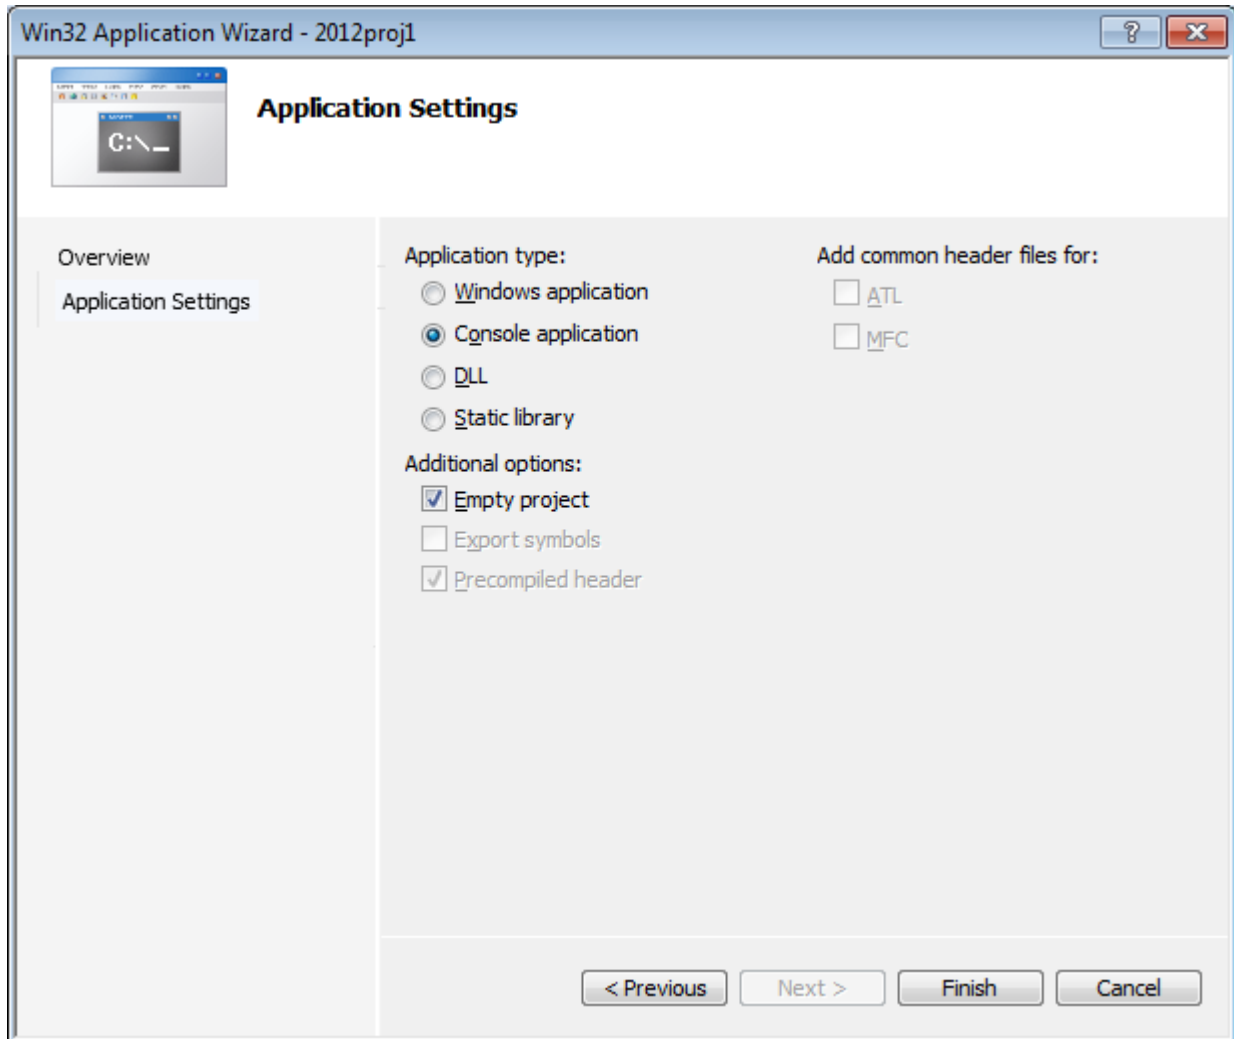 Win32 Application Wizard - 2012proj1
C:\_
Application Settings
Overview
Application Settings
Application type:
Windows application
Console application
DLL
Static library
Additional options:
Empty project
Export symbols
Precompiled header
Add common header files for:
ATL
MFC
< Previous
Next >
Finish
Cancel